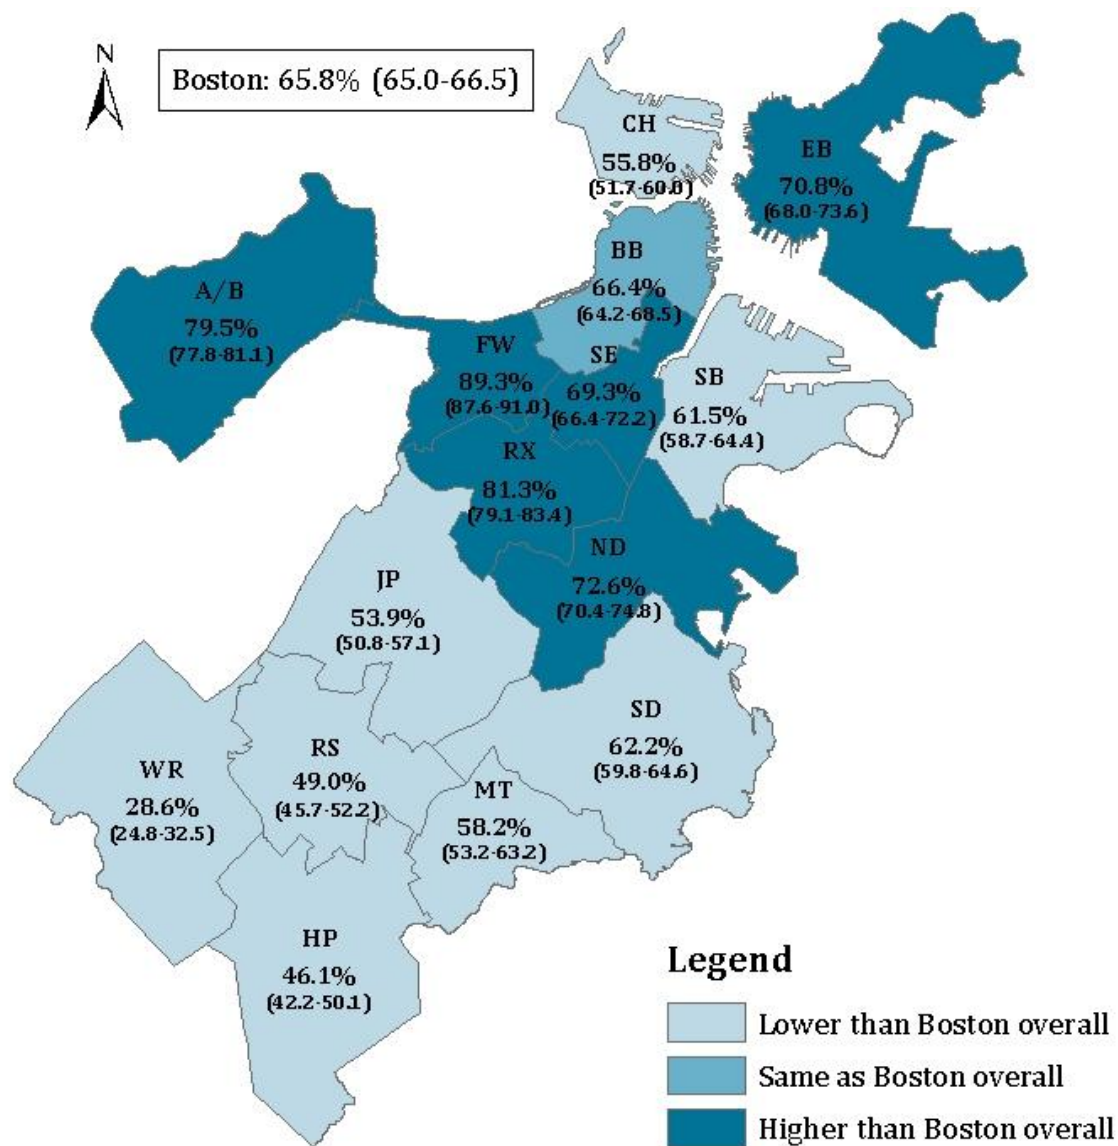 N
Boston: 65.8% (65.0-66.5)
CH
55.8%
(51.7-60.0)
EB
70.8%
(68.0-73.6)
BB
66.4%
(64.2-68.5)
A/B
79.5%
(77.8-81.1)
FW
89.3%
(87.6-91.0)
SE
69.3%
(66.4-72.2)
SB
61.5%
(58.7-64.4)
RX
81.3%
(79.1-83.4)
ND
72.6%
(70.4-74.8)
JP
53.9%
(50.8-57.1)
SD
62.2%
(59.8-64.6)
RS
49.0%
(45.7-52.2)
WR
28.6%
(24.8-32.5)
MT
58.2%
(53.2-63.2)
HP
46.1%
(42.2-50.1)
Legend
Lower than Boston overall
Same as Boston overall
Higher than Boston overall